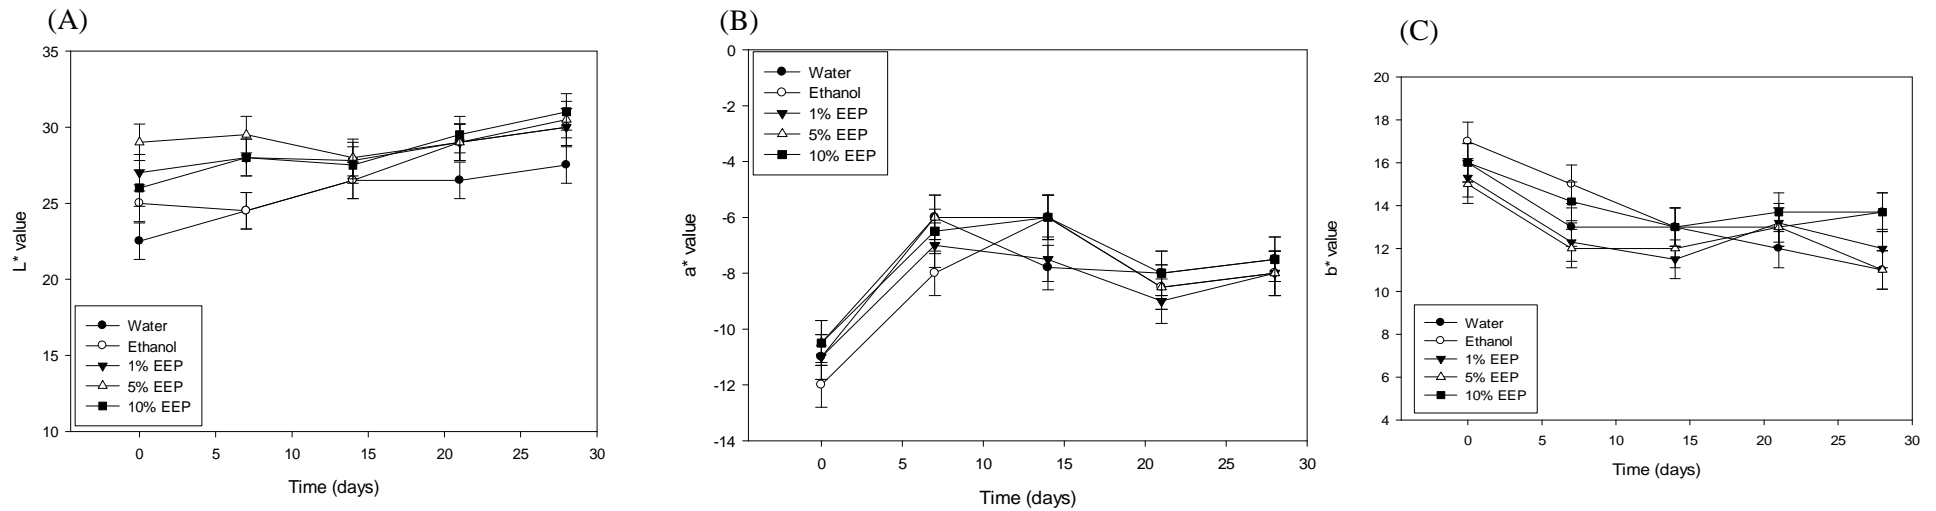 (A)
35
30
25
20
15
10
L* value
Water
Ethanol
1% EEP
5% EEP
10% EEP
0 5 10 15 20 25 30
Time (days)
(B)
-0
-2
-4
-6
-8
-10
-12
-14
a* value
Water
Ethanol
1% EEP
5% EEP
10% EEP
0 5 10 15 20 25 30
Time (days)
(C)
20
18
16
14
12
10
8
6
4
b* value
Water
Ethanol
1% EEP
5% EEP
10% EEP
0 5 10 15 20 25 30
Time (days)